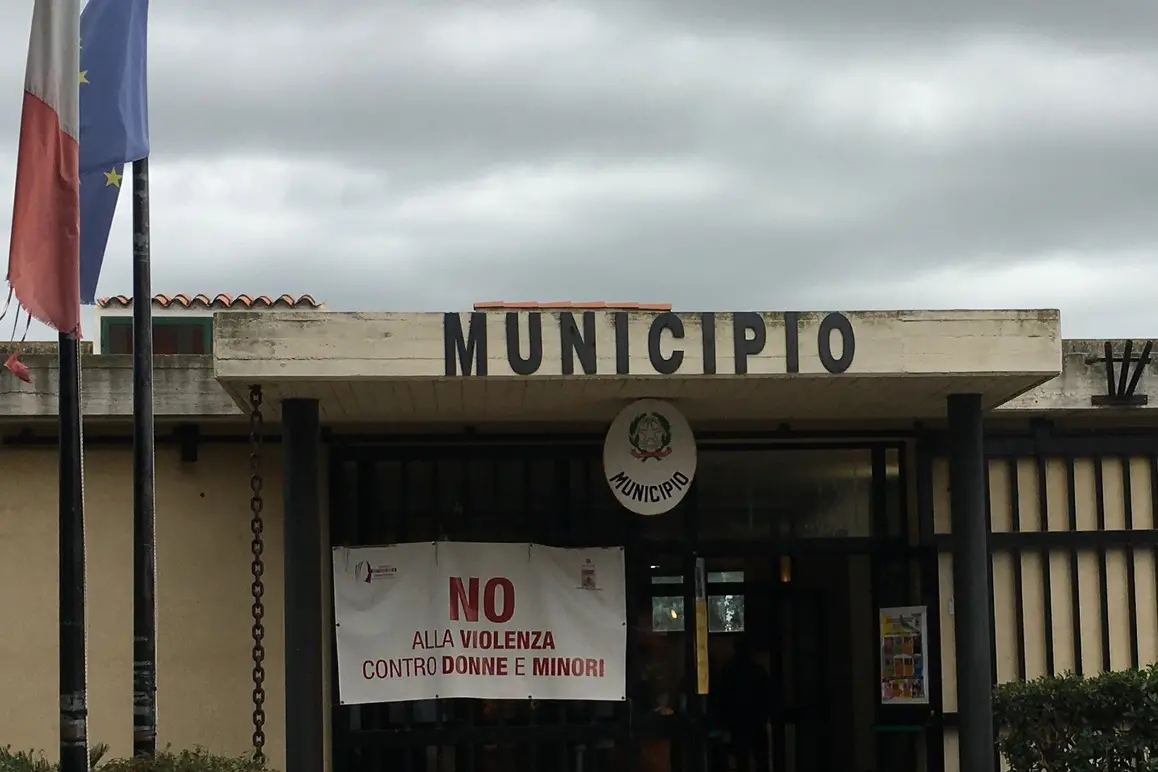 MUNICIPIO
MUNICIPIO
NO
ALLA VIOLENZA
CONTRO DONNE E MINORI